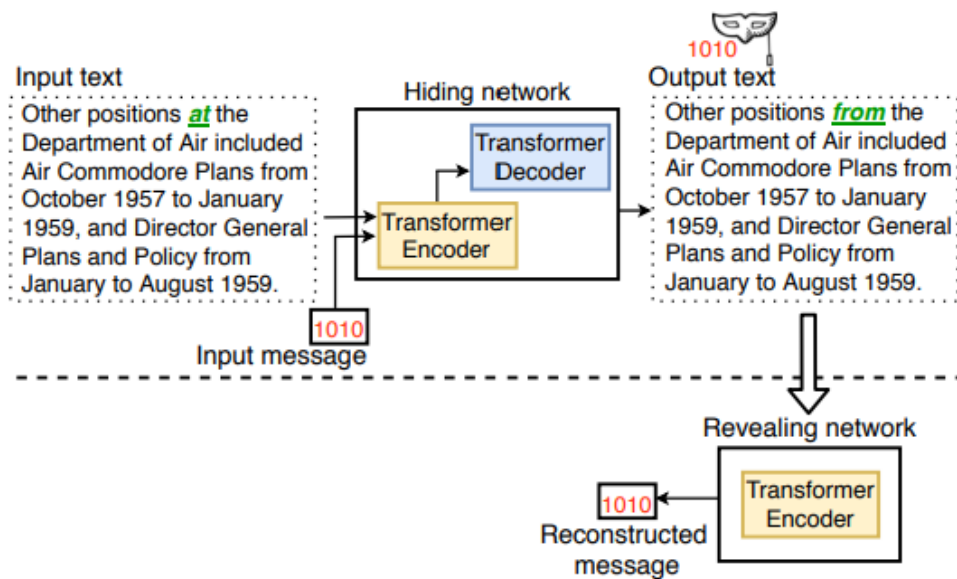 1010
Input text
Output text
Hiding network
Other positions at the
Department of Air included
Air Commodore Plans from
October 1957 to January
1959, and Director General
Plans and Policy from
January to August 1959.
Transformer
Decoder
Transformer
Encoder
Other positions from the
Department of Air included
Air Commodore Plans from
October 1957 to January
1959, and Director General
Plans and Policy from
January to August 1959.
1010
Input message
Revealing network
Transformer
Encoder
1010
Reconstructed
message